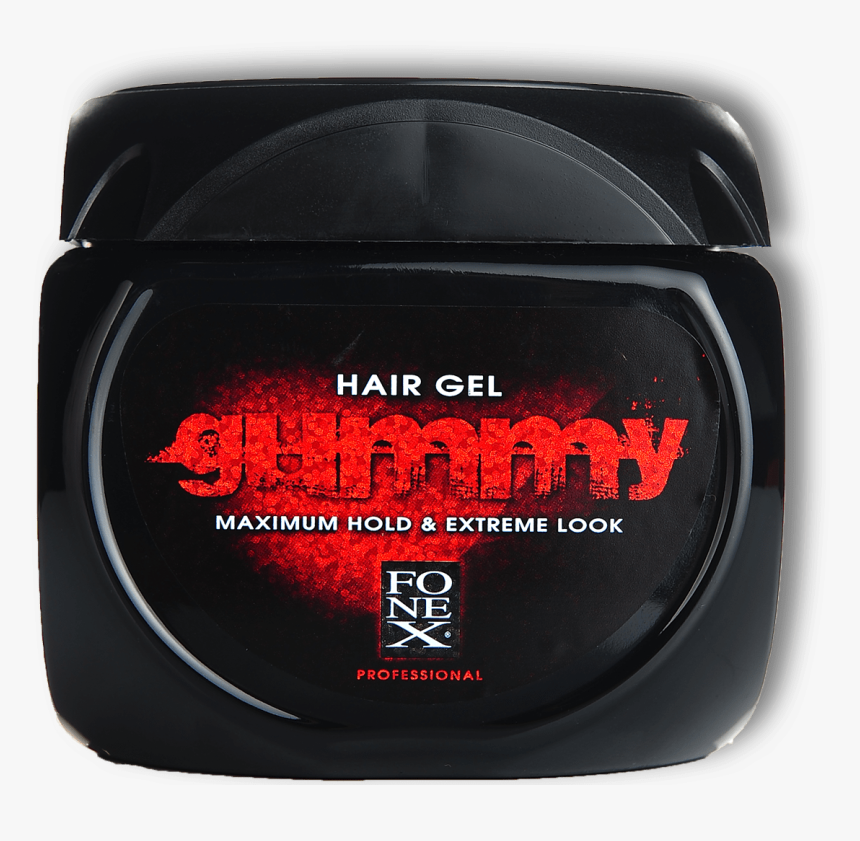 HAIR GEL
gummy
MAXIMUM HOLD & EXTREME LOOK
FO
NE
X®
PROFESSIONAL